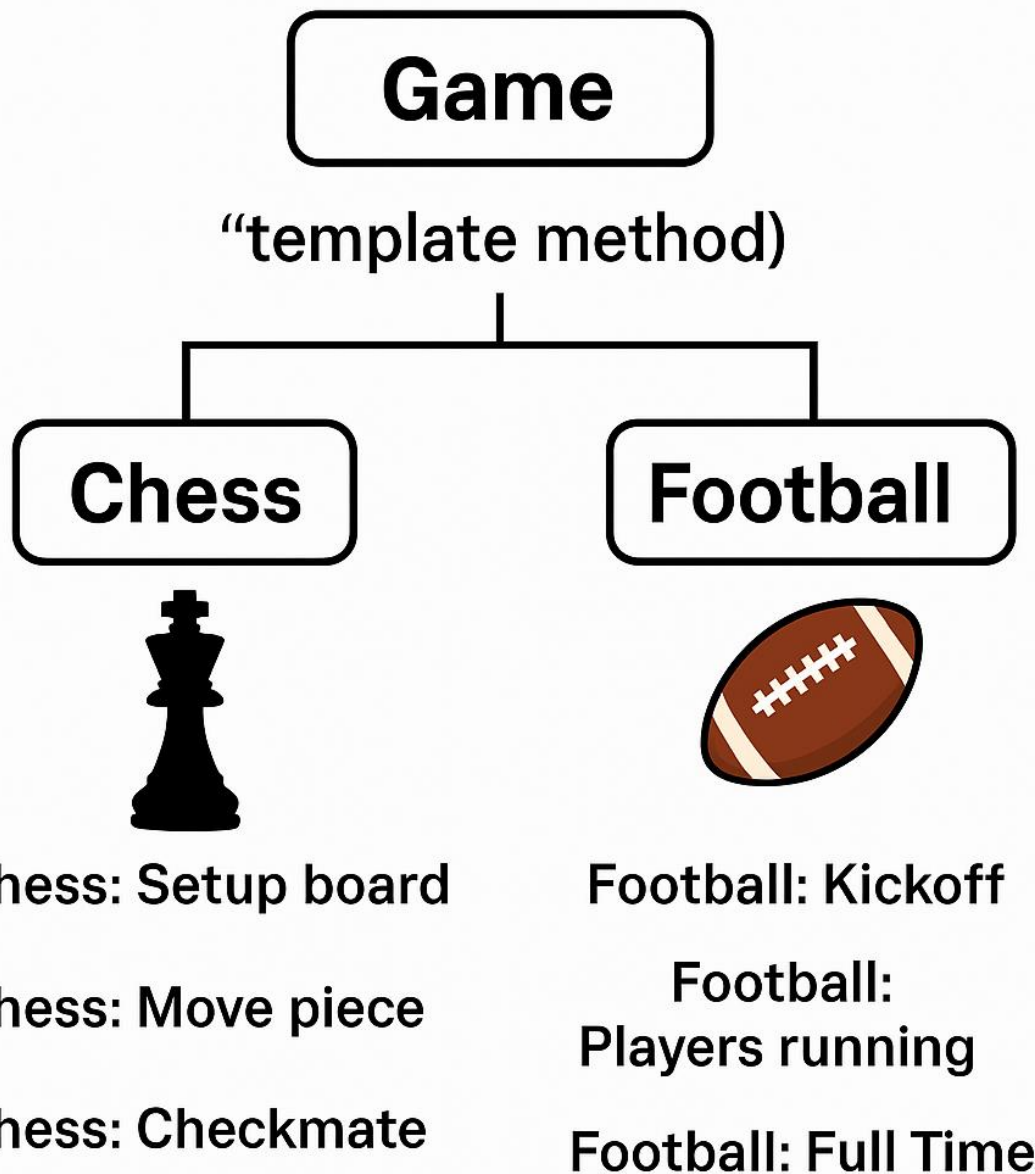 Game
“template method)
Chess
Football
hess: Setup board
hess: Move piece
hess: Checkmate
Football: Kickoff
Football:
Players running
Football: Full Time